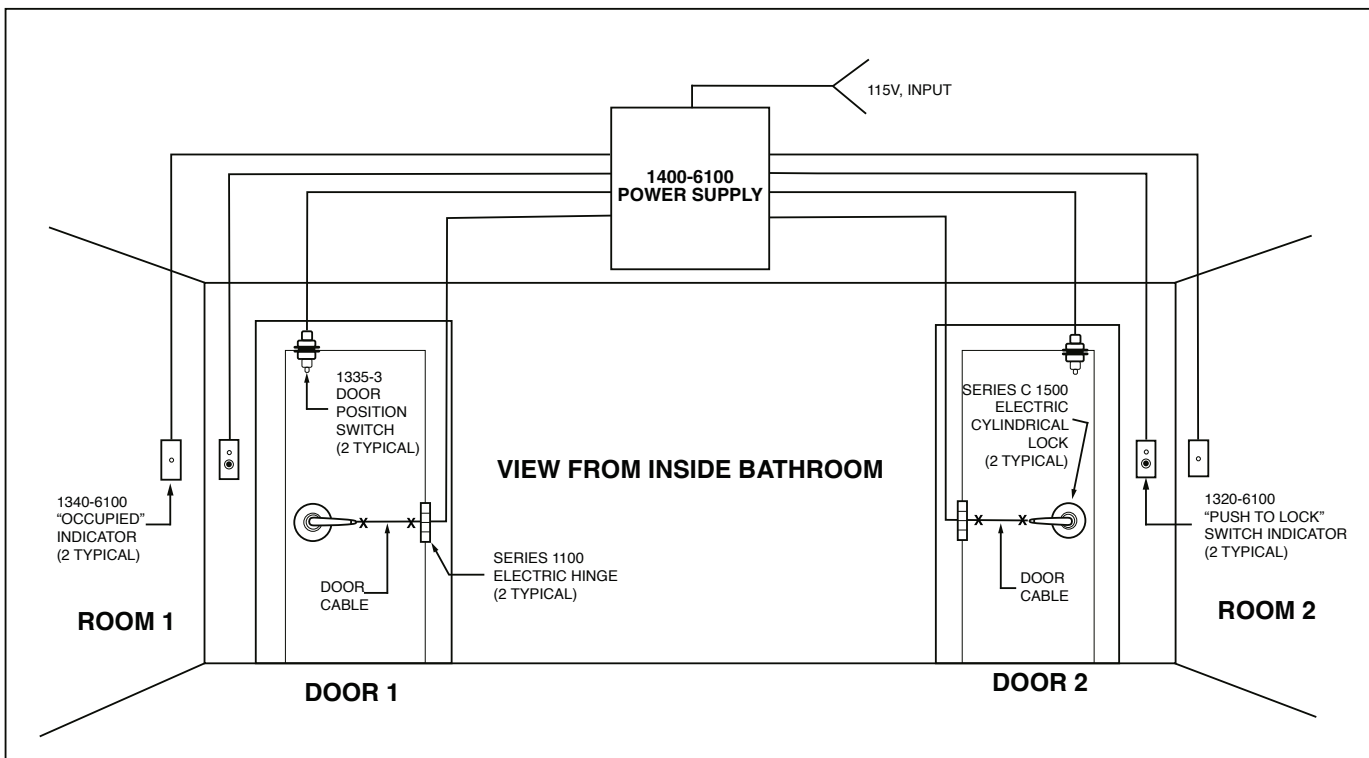 115V, INPUT
1400-6100
POWER SUPPLY
1335-3
DOOR
POSITION
SWITCH
(2 TYPICAL)
SERIES C 1500
ELECTRIC
CYLINDRICAL
LOCK
(2 TYPICAL)
VIEW FROM INSIDE BATHROOM
1340-6100
“OCCUPIED”
INDICATOR
(2 TYPICAL)
1320-6100
“PUSH TO LOCK”
SWITCH INDICATOR
(2 TYPICAL)
SERIES 1100
ELECTRIC HINGE
(2 TYPICAL)
DOOR
CABLE
DOOR
CABLE
ROOM 1
ROOM 2
DOOR 1
DOOR 2